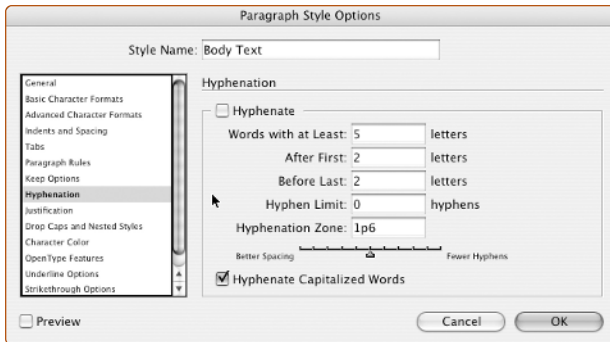 Paragraph Style Options
Style Name: Body Text
General
Basic Character Formats
Advanced Character Formats
Indents and Spacing
Tabs
Paragraph Rules
Keep Options
Hyphenation
Justification
Drop Caps and Nested Styles
Character Color
OpenType Features
Underline Options
Strikethrough Options
Hyphenation
Hyphenate
Words with at Least: 5 letters
After First: 2 letters
Before Last: 2 letters
Hyphen Limit: 0 hyphens
Hyphenation Zone: 1p6
Better Spacing Fewer Hyphens
Hyphenate Capitalized Words
Preview Cancel OK